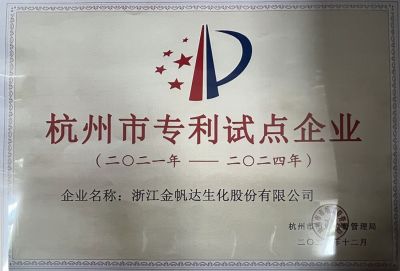 杭州市专利试点企业
(二〇二一年 —— 二〇二四年)
企业名称：浙江金帆达生化股份有限公司
杭州市 管理局
二〇二 年十二月